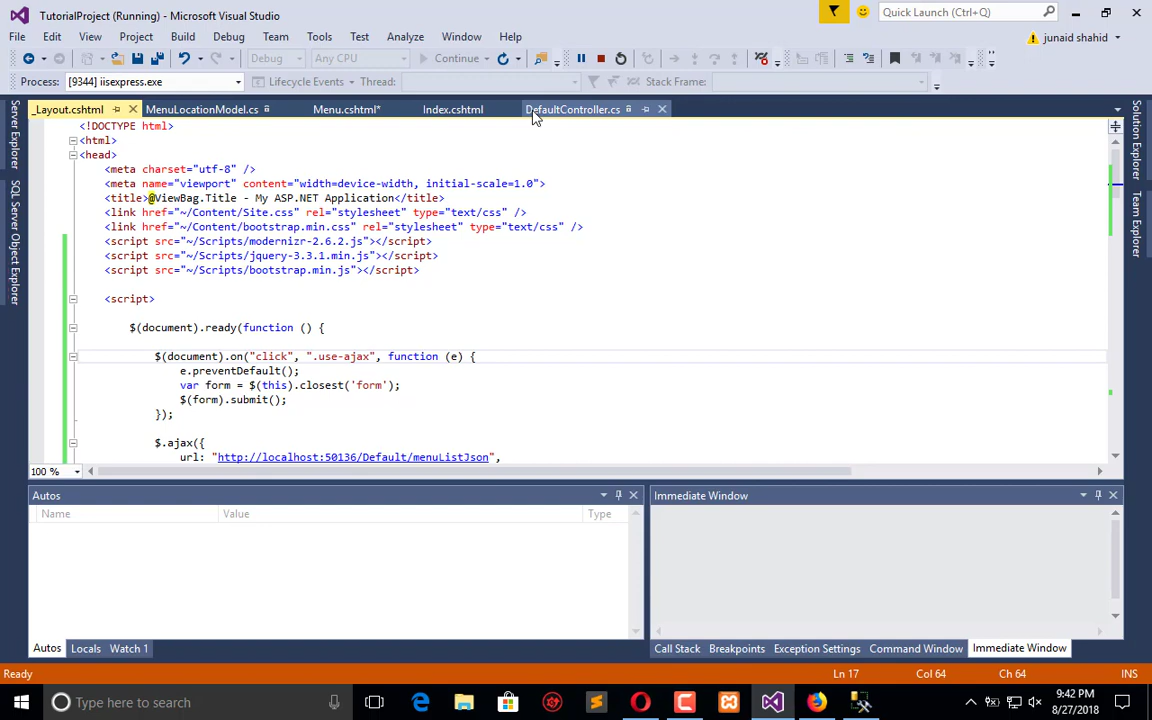 TutorialProject (Running) - Microsoft Visual Studio
Quick Launch (Ctrl+Q)
File Edit View Project Build Debug Team Tools Test Analyze Window Help
junaid shahid
Debug Any CPU Continue
Process: [9344] iisexpress.exe Lifecycle Events Thread: Stack Frame:
_Layout.cshtml MenuLocationModel.cs Menu.cshtml* Index.cshtml DefaultController.cs
Server Explorer
SQL Server Object Explorer
Solution Explorer
Team Explorer
<!DOCTYPE html>
<html>
<head>
<meta charset="utf-8" />
<meta name="viewport" content="width=device-width, initial-scale=1.0">
<title>@ViewBag.Title - My ASP.NET Application</title>
<link href="~/Content/Site.css" rel="stylesheet" type="text/css" />
<link href="~/Content/bootstrap.min.css" rel="stylesheet" type="text/css" />
<script src="~/Scripts/modernizr-2.6.2.js"></script>
<script src="~/Scripts/jquery-3.3.1.min.js"></script>
<script src="~/Scripts/bootstrap.min.js"></script>
<script>
$(document).ready(function () {
$(document).on("click", ".use-ajax", function (e) {
e.preventDefault();
var form = $(this).closest('form');
$(form).submit();
});
$.ajax({
url: "http://localhost:50136/Default/menuListJson",
100 %
Autos
Name Value Type
Immediate Window
Autos Locals Watch 1
Call Stack Breakpoints Exception Settings Command Window Immediate Window
Ready Ln 17 Col 64 Ch 64 INS
Type here to search
9:42 PM
8/27/2018